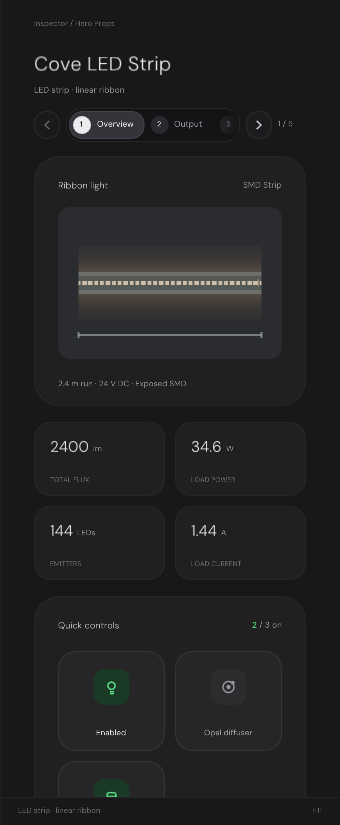 Inspector / Hero Props
Cove LED Strip
LED strip · linear ribbon
1 Overview 2 Output 3 1 / 5
Ribbon light SMD Strip
2.4 m run · 24 V DC · Exposed SMD
2400 lm
TOTAL FLUX
34.6 W
LOAD POWER
144 LEDs
EMITTERS
1.44 A
LOAD CURRENT
Quick controls 2 / 3 on
Enabled
Opal diffuser
LED strip · linear ribbon